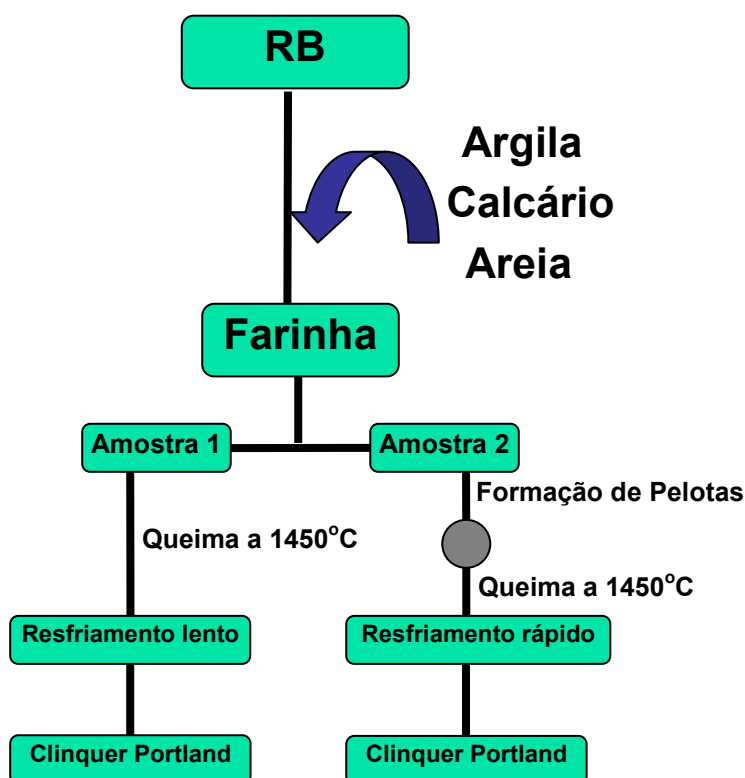 RB
Argila
Calcário
Areia
Farinha
Amostra 1
Amostra 2
Formação de Pelotas
Queima a 1450°C
Queima a 1450°C
Resfriamento lento
Resfriamento rápido
Clinquer Portland
Clinquer Portland